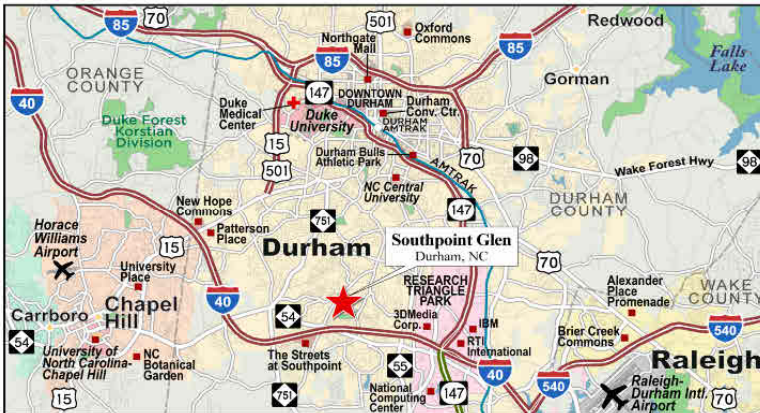 85
70
501
Oxford
Commons
Redwood
Northgate
Mall
85
85
Falls
Lake
40
ORANGE
COUNTY
Gorman
147
DOWNTOWN
DURHAM
Durham
Conv. Ctr.
Duke
Medical
Center
Duke
University
DURHAM
AMTRAK
Duke Forest
Korstian
Division
15
501
Durham Bulls
Athletic Park
AMTRAK
70
98
Wake Forest Hwy
98
NC Central
University
147
DURHAM
COUNTY
New Hope
Commons
Patterson
Place
751
Horace
Williams
Airport
15
Durham
Southpoint Glen
Durham, NC
70
University
Place
RESEARCH
TRIANGLE
PARK
Alexander
Place
Promenade
WAKE
COUNTY
Chapel
Hill
40
54
3DMedia
Corp.
IBM
Carrboro
54
Brier Creek
Commons
540
University of
North Carolina-
Chapel Hill
NC
Botanical
Garden
The Streets
at Southpoint
RTI
International
Raleigh
55
40
15
751
National
Computing
Center
147
540
Raleigh-
Durham Intl.
Airport
70